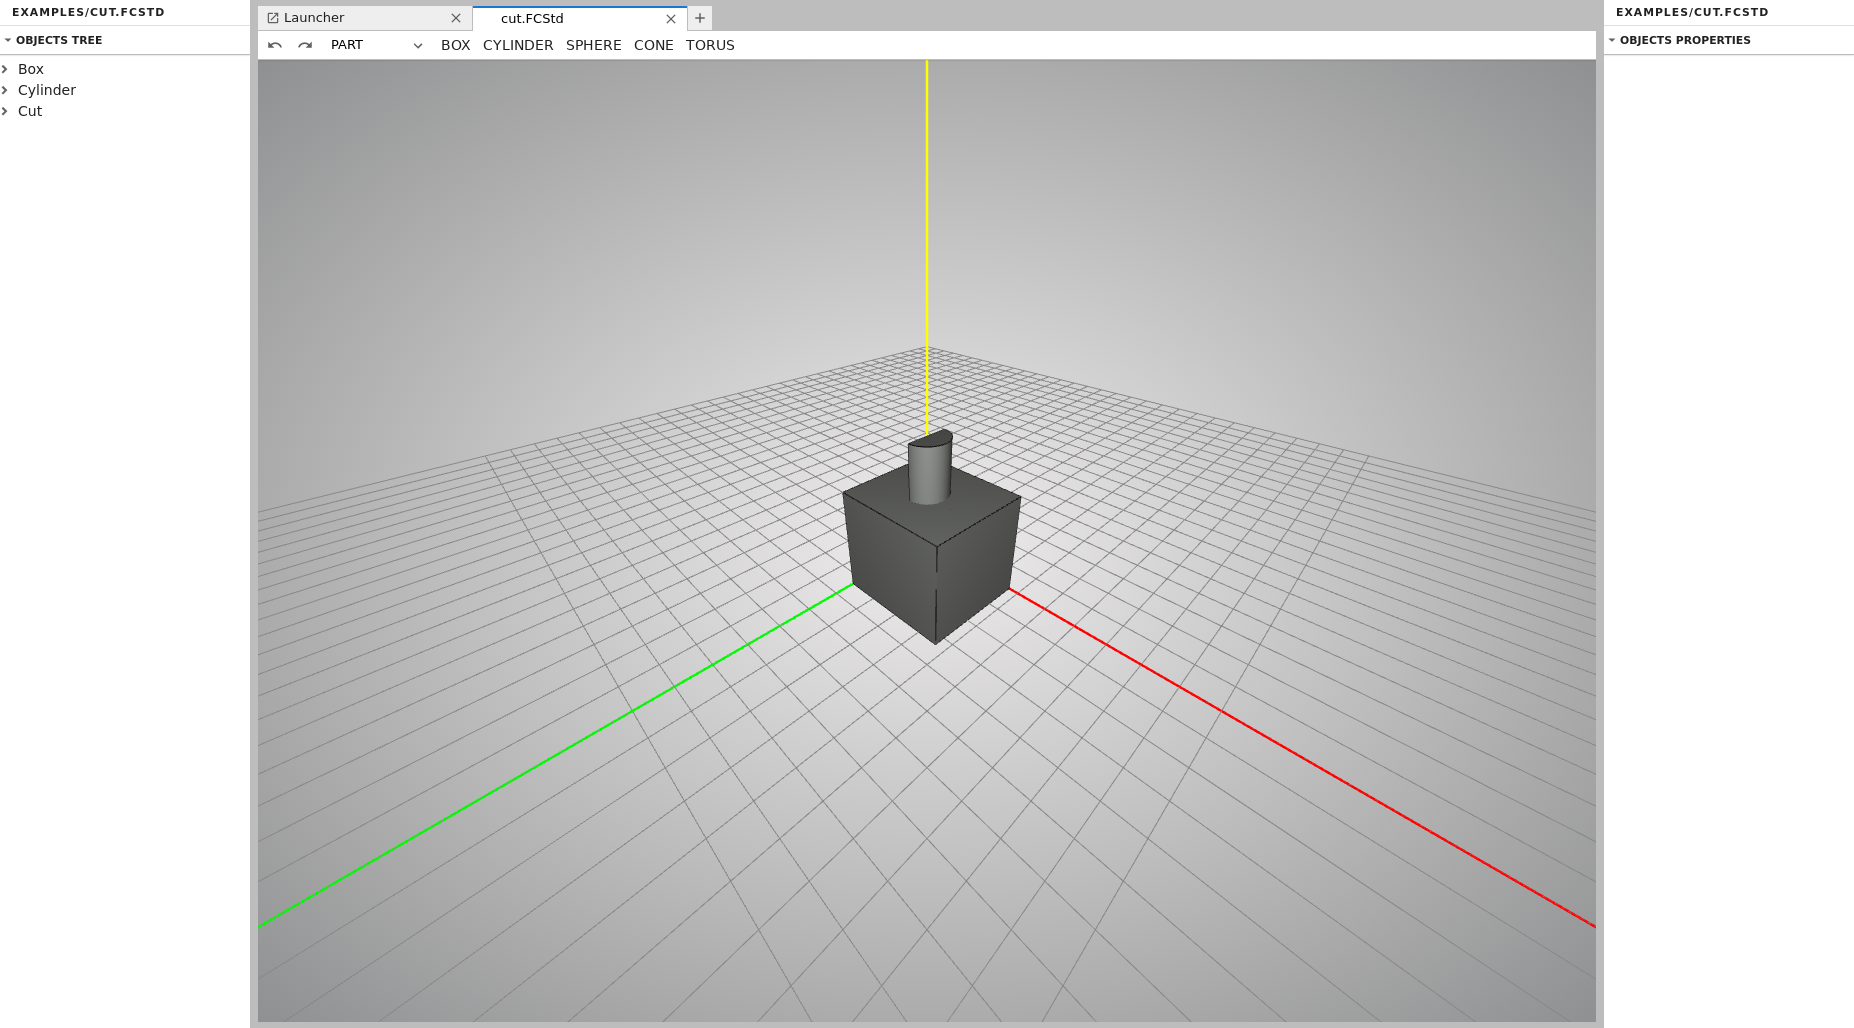 EXAMPLES/CUT.FCSTD
OBJECTS TREE
Box
Cylinder
Cut
Launcher
cut.FCStd
PART
BOX CYLINDER SPHERE CONE TORUS
EXAMPLES/CUT.FCSTD
OBJECTS PROPERTIES